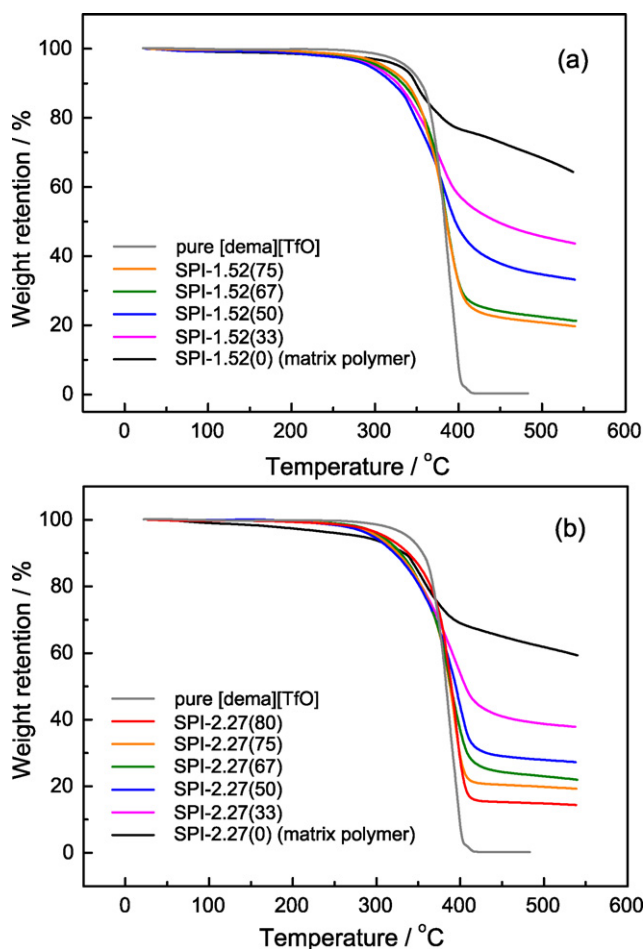 (a)
100
80
60
40
20
0
Weight retention / %
pure [dema][TfO]
SPI-1.52(75)
SPI-1.52(67)
SPI-1.52(50)
SPI-1.52(33)
SPI-1.52(0) (matrix polymer)
0 100 200 300 400 500 600
Temperature / °C
(b)
100
80
60
40
20
0
Weight retention / %
pure [dema][TfO]
SPI-2.27(80)
SPI-2.27(75)
SPI-2.27(67)
SPI-2.27(50)
SPI-2.27(33)
SPI-2.27(0) (matrix polymer)
0 100 200 300 400 500 600
Temperature / °C